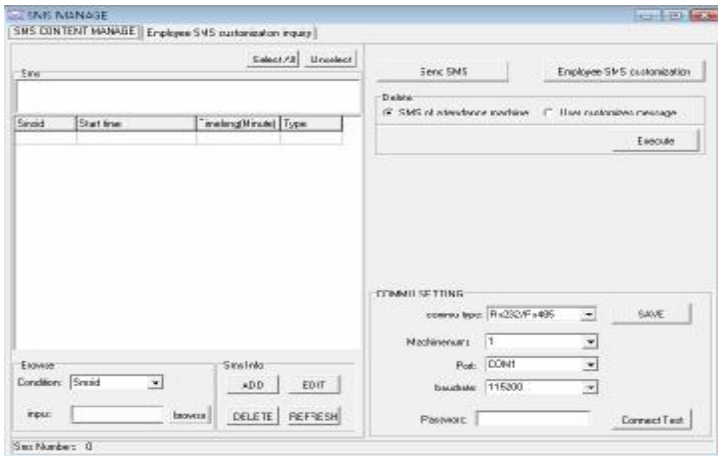 SMS MANAGE
SMS CONTENT MANAGE Employee SMS customization inquiry
Select All Unselect
Sms
Smsid Start time Timelong(Minute) Type
Browse
Condition: Smsid
input: browse
Sms Info
ADD EDIT
DELETE REFRESH
Send SMS Employee SMS customization
Delete
SMS of attendance machine User customizes message
Execute
COMMU SETTING
commu type: Rs232/Rs485 SAVE
Machinenum: 1
Port: COM1
baudrate: 115200
Password: Connect Test
Sms Number: 0